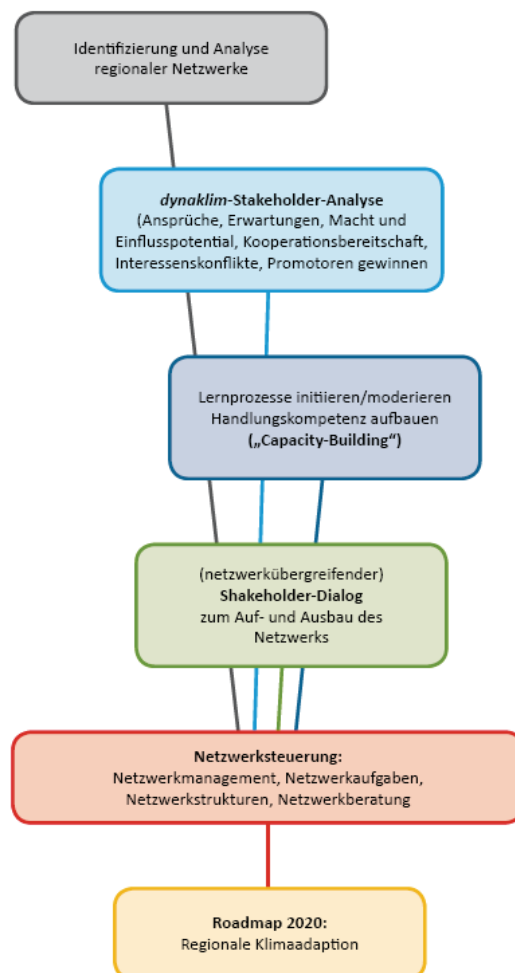 Identifizierung und Analyse
regionaler Netzwerke
dynaklim-Stakeholder-Analyse
(Ansprüche, Erwartungen, Macht und
Einflusspotential, Kooperationsbereitschaft,
Interessenskonflikte, Promotoren gewinnen
Lernprozesse initiieren/moderieren
Handlungskompetenz aufbauen
(„Capacity-Building“)
(netzwerkübergreifender)
Shakeholder-Dialog
zum Auf- und Ausbau des
Netzwerks
Netzwerksteuerung:
Netzwerkmanagement, Netzwerkaufgaben,
Netzwerkstrukturen, Netzwerkberatung
Roadmap 2020:
Regionale Klimaadaption